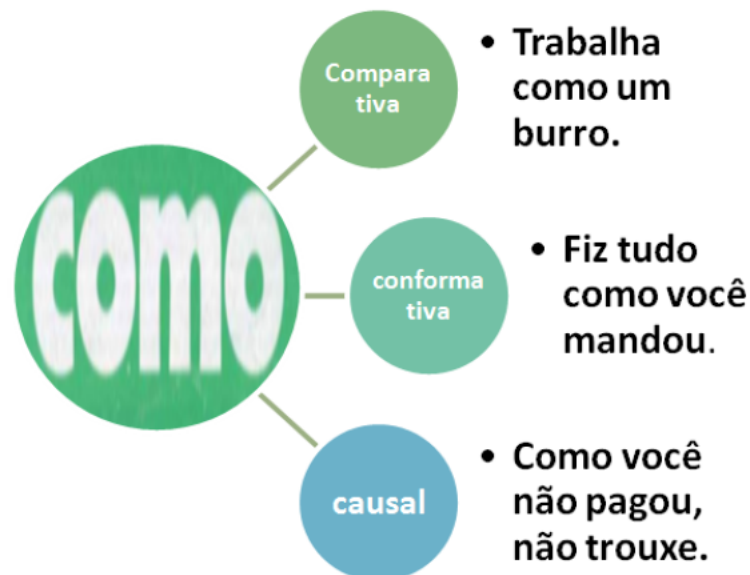 como
Compara
tiva
• Trabalha
como um
burro.
conforma
tiva
• Fiz tudo
como você
mandou.
causal
• Como você
não pagou,
não trouxe.